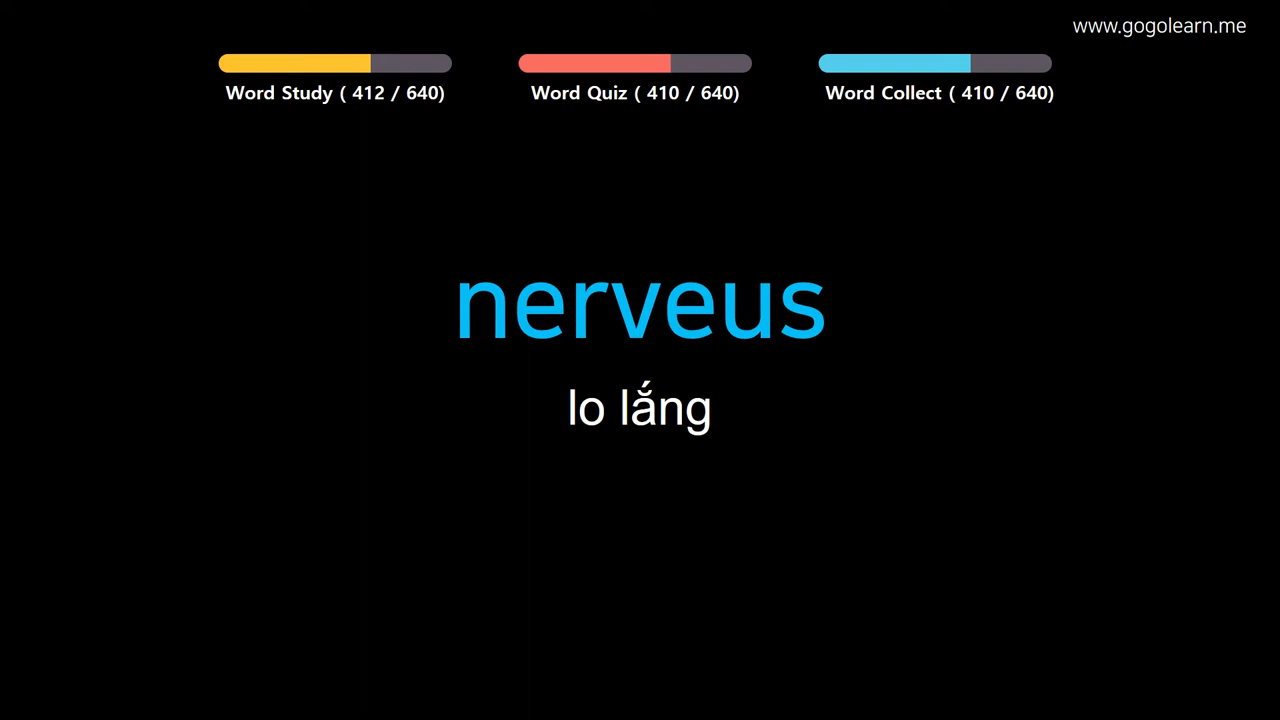 www.gogolearn.me
Word Study ( 412 / 640)
Word Quiz ( 410 / 640)
Word Collect ( 410 / 640)
nerveus
lo lắng